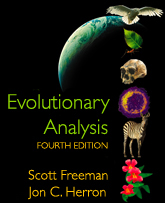 Evolutionary
Analysis
FOURTH EDITION
Scott Freeman
Jon C. Herron